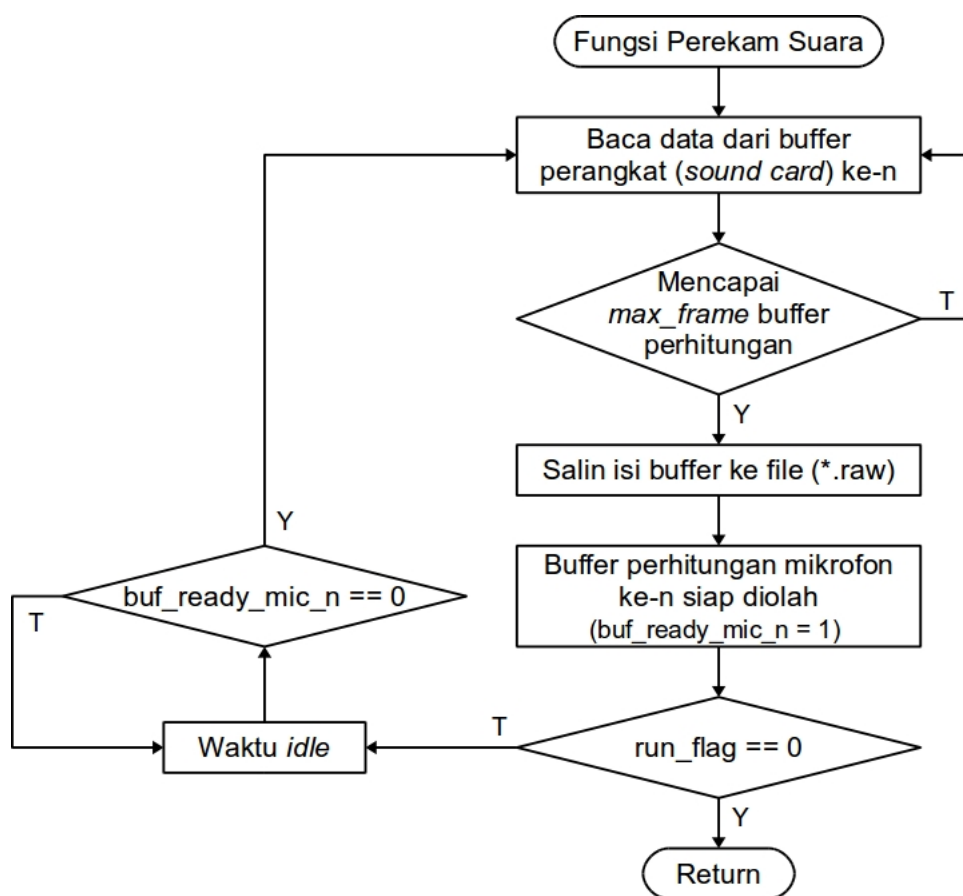 Fungsi Perekam Suara
Baca data dari buffer
perangkat (sound card) ke-n
Mencapai
max_frame buffer
perhitungan
T
Y
Salin isi buffer ke file (*.raw)
Buffer perhitungan mikrofon
ke-n siap diolah
(buf_ready_mic_n = 1)
run_flag == 0
T
Y
Return
Waktu idle
buf_ready_mic_n == 0
Y
T